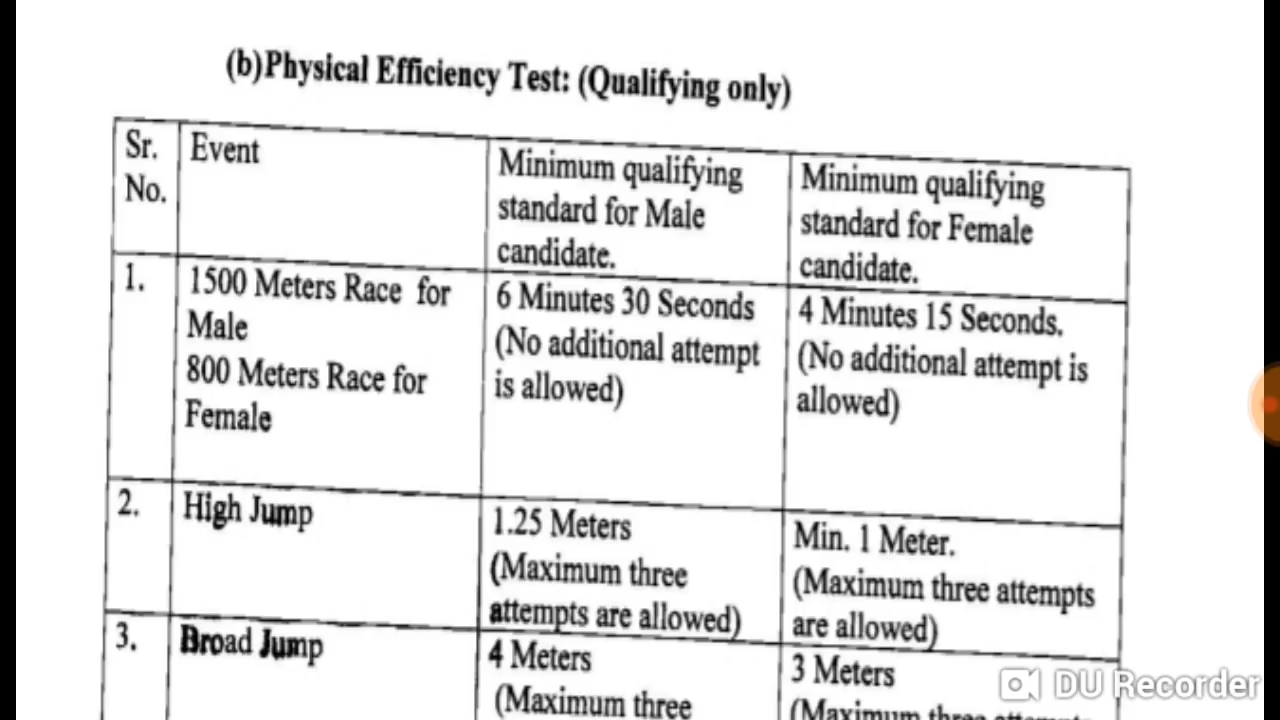 (b)Physical Efficiency Test: (Qualifying only)
Sr. No.
Event
Minimum qualifying
standard for Male
candidate.
Minimum qualifying
standard for Female
candidate.
1.
1500 Meters Race for
Male
800 Meters Race for
Female
6 Minutes 30 Seconds
(No additional attempt
is allowed)
4 Minutes 15 Seconds.
(No additional attempt is
allowed)
2.
High Jump
1.25 Meters
(Maximum three
attempts are allowed)
Min. 1 Meter.
(Maximum three attempts
are allowed)
3.
Broad Jump
4 Meters
(Maximum three
3 Meters
(Maximum three attempts
DU Recorder